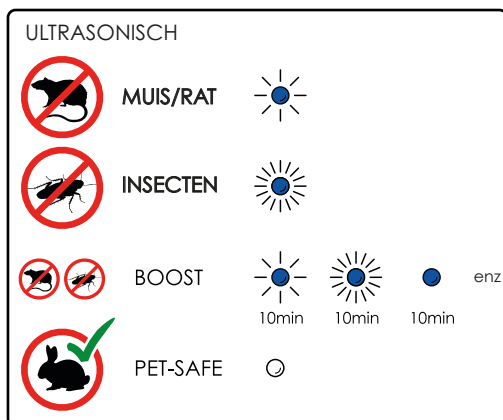 ULTRASONISCH
MUIS/RAT
INSECTEN
BOOST
enz
10min 10min 10min
PET-SAFE